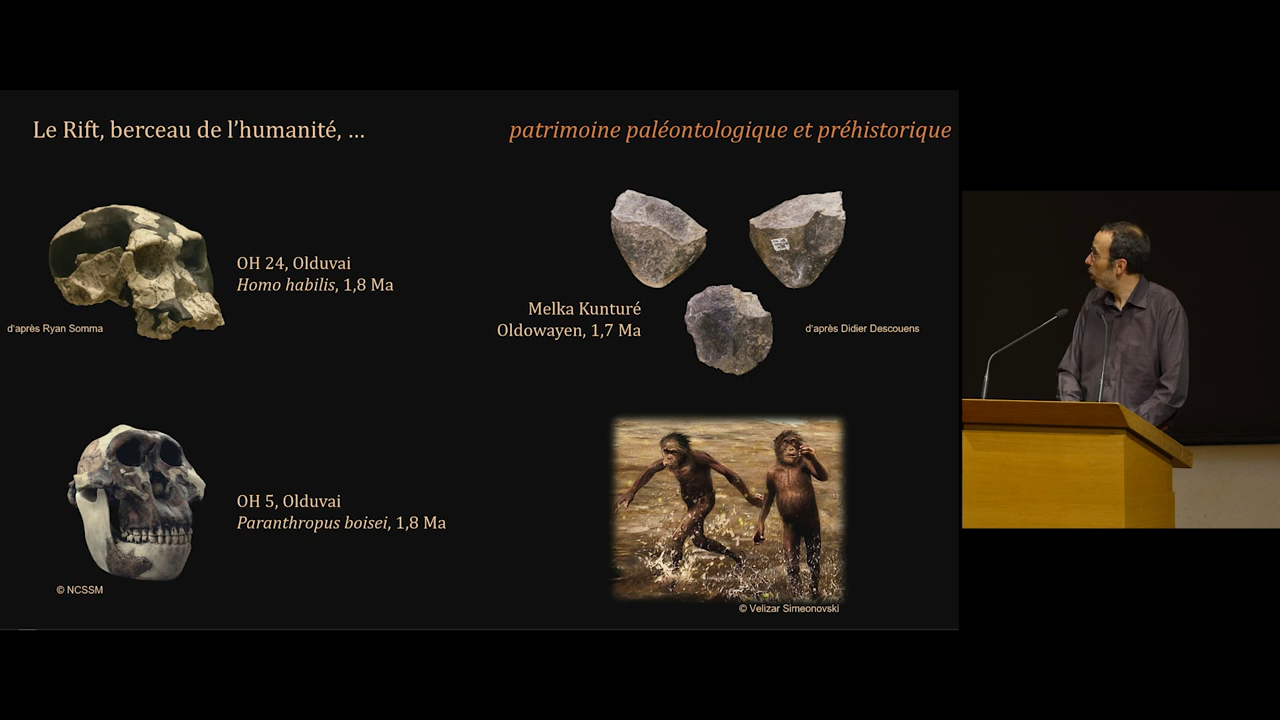 Le Rift, berceau de l’humanité, …
patrimoine paléontologique et préhistorique
OH 24, Olduvai
Homo habilis, 1,8 Ma
d’après Ryan Somma
Melka Kunturé
Oldowayen, 1,7 Ma
d’après Didier Descouens
OH 5, Olduvai
Paranthropus boisei, 1,8 Ma
© NCSSM
© Velizar Simeonovski